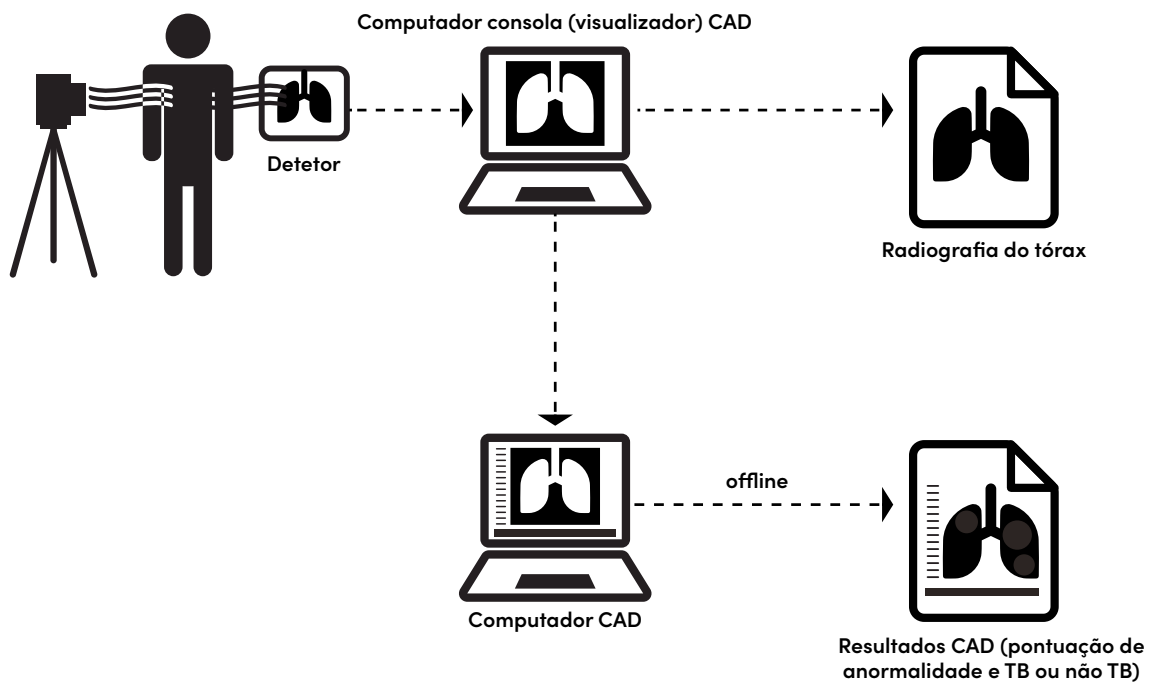 Computador consola (visualizador) CAD
Detetor
Radiografia do tórax
offline
Computador CAD
Resultados CAD (pontuação de
anormalidade e TB ou não TB)